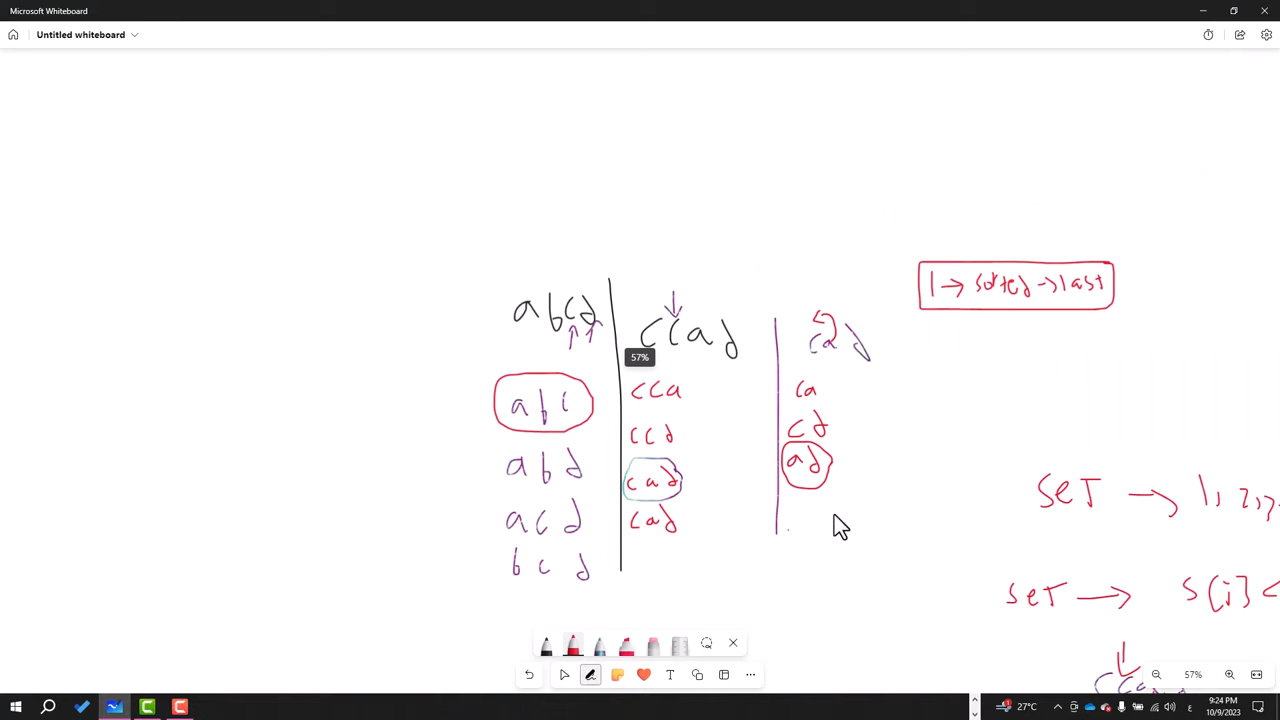 Microsoft Whiteboard
Untitled whiteboard
1 → sorted → last
abcd
ccad
cad
57%
abc
cca
ca
abd
ccd
cd
acd
cad
ad
bcd
cad
SET → 1, 2,
SET → S[i] <
57%
27°C
9:24 PM
10/9/2023